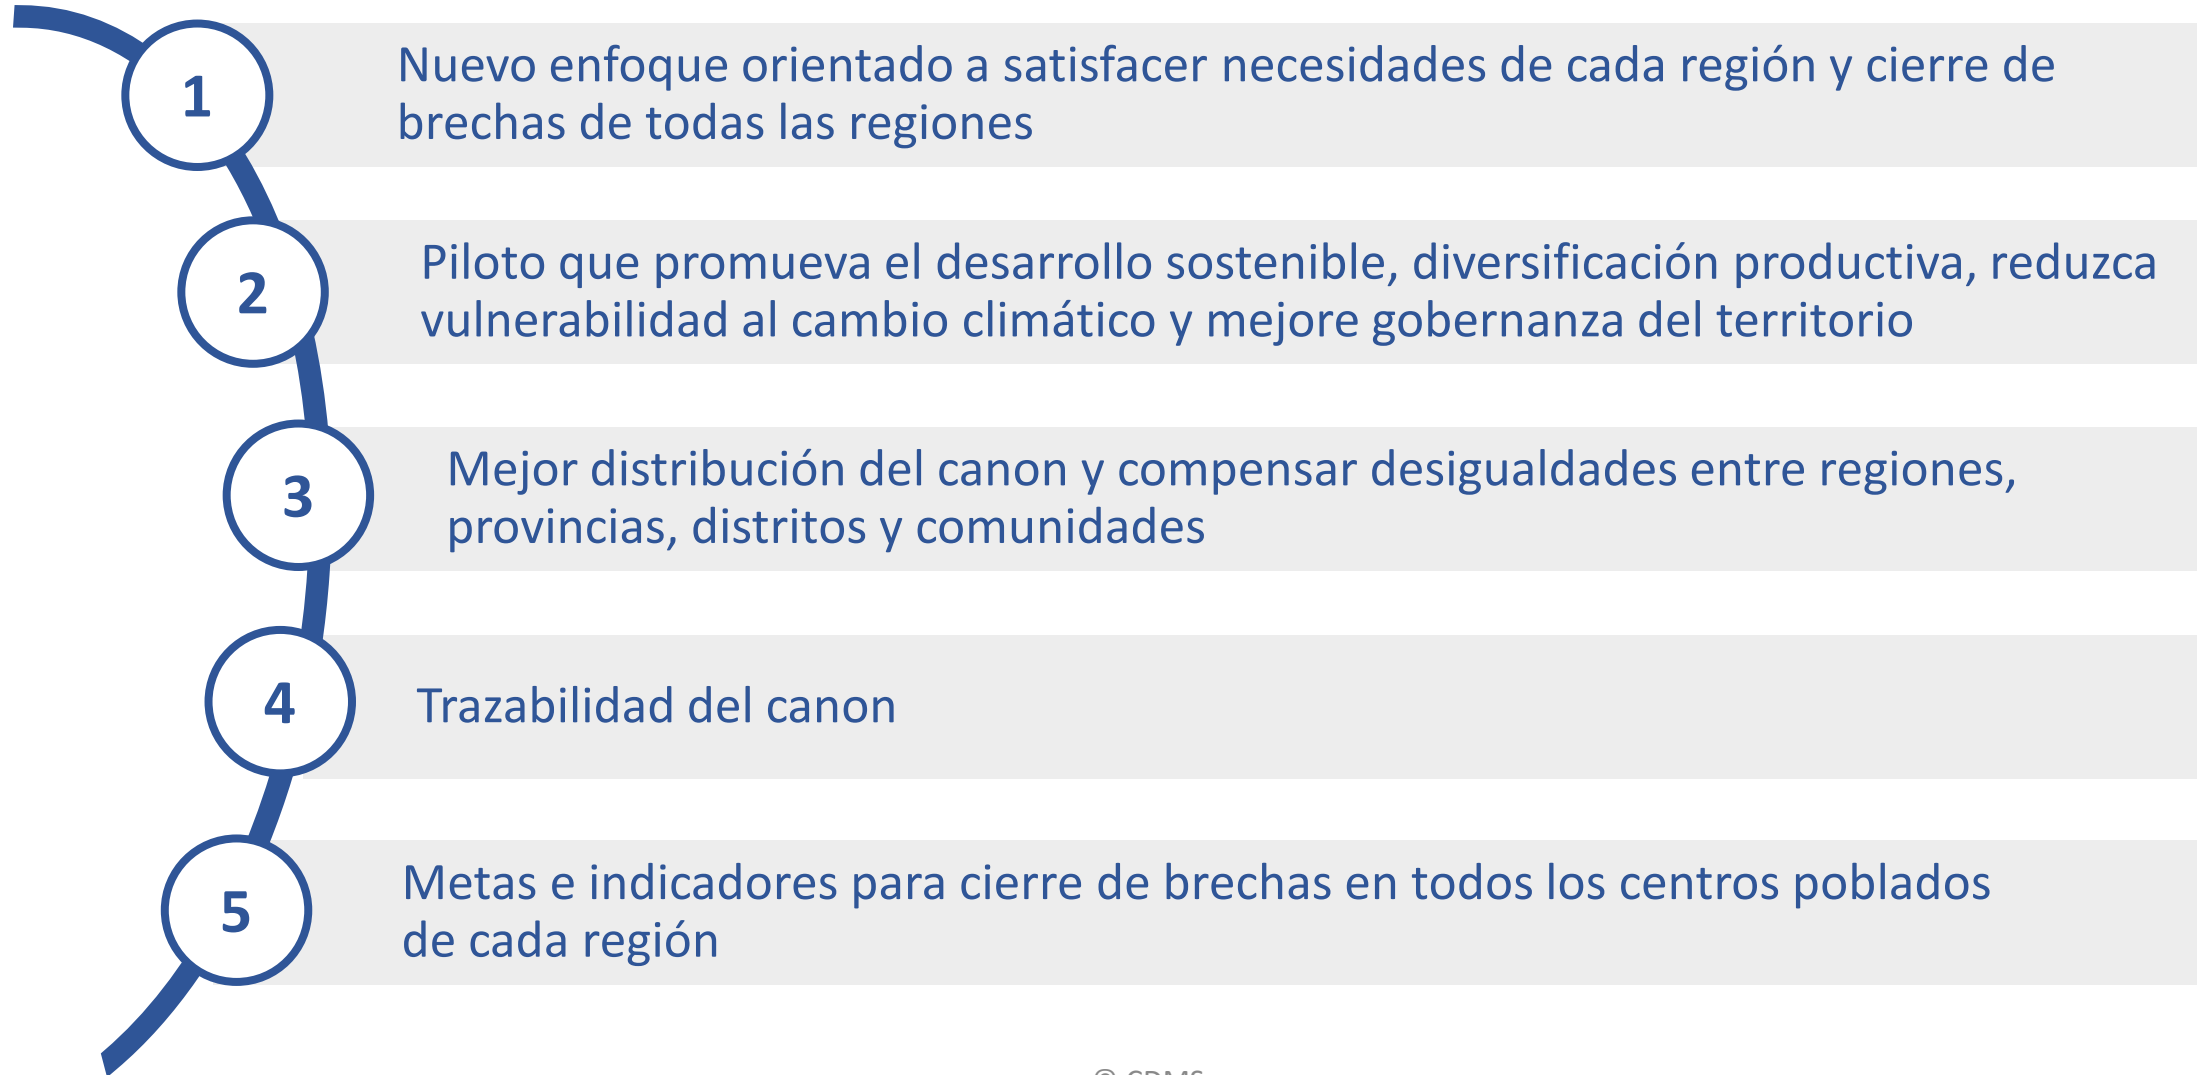 1
Nuevo enfoque orientado a satisfacer necesidades de cada región y cierre de
brechas de todas las regiones
2
Piloto que promueva el desarrollo sostenible, diversificación productiva, reduzca
vulnerabilidad al cambio climático y mejore gobernanza del territorio
3
Mejor distribución del canon y compensar desigualdades entre regiones,
provincias, distritos y comunidades
4
Trazabilidad del canon
5
Metas e indicadores para cierre de brechas en todos los centros poblados
de cada región
© CDMS